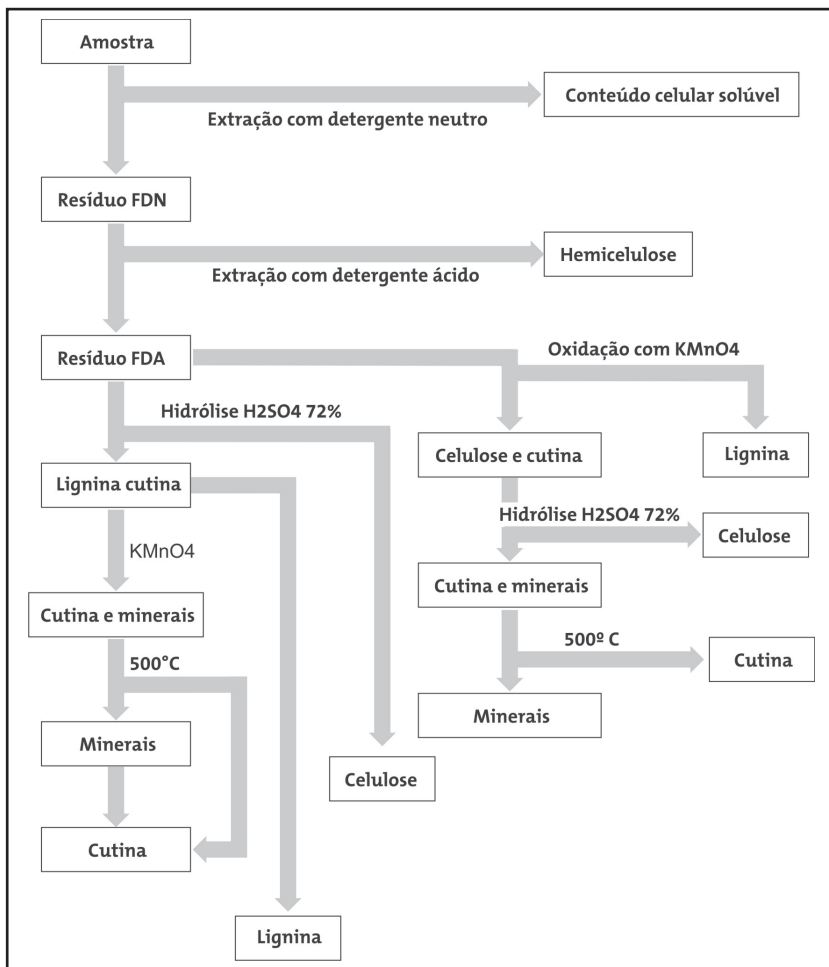 Amostra
Conteúdo celular solúvel
Extração com detergente neutro
Resíduo FDN
Hemicelulose
Extração com detergente ácido
Resíduo FDA
Oxidação com KMnO4
Hidrólise H2SO4 72%
Celulose e cutina
Lignina
Lignina cutina
Hidrólise H2SO4 72%
Celulose
KMnO4
Cutina e minerais
Cutina e minerais
500°C
500º C
Cutina
Minerais
Minerais
Celulose
Cutina
Lignina